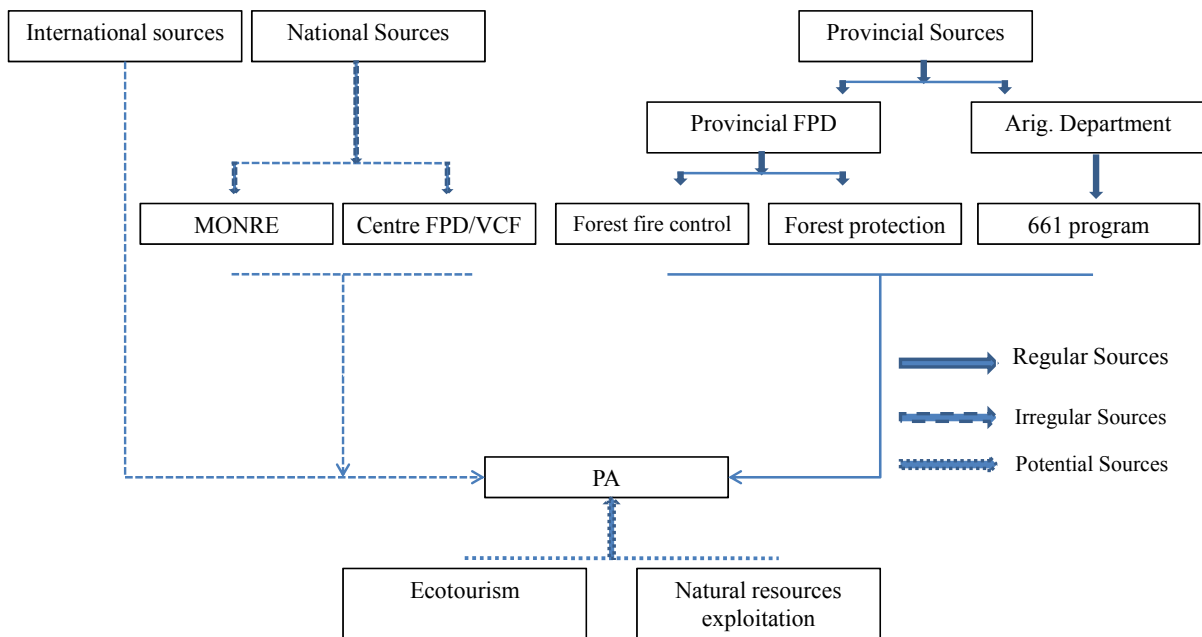 International sources
National Sources
Provincial Sources
Provincial FPD
Arig. Department
MONRE
Centre FPD/VCF
Forest fire control
Forest protection
661 program
Regular Sources
Irregular Sources
Potential Sources
PA
Ecotourism
Natural resources
exploitation